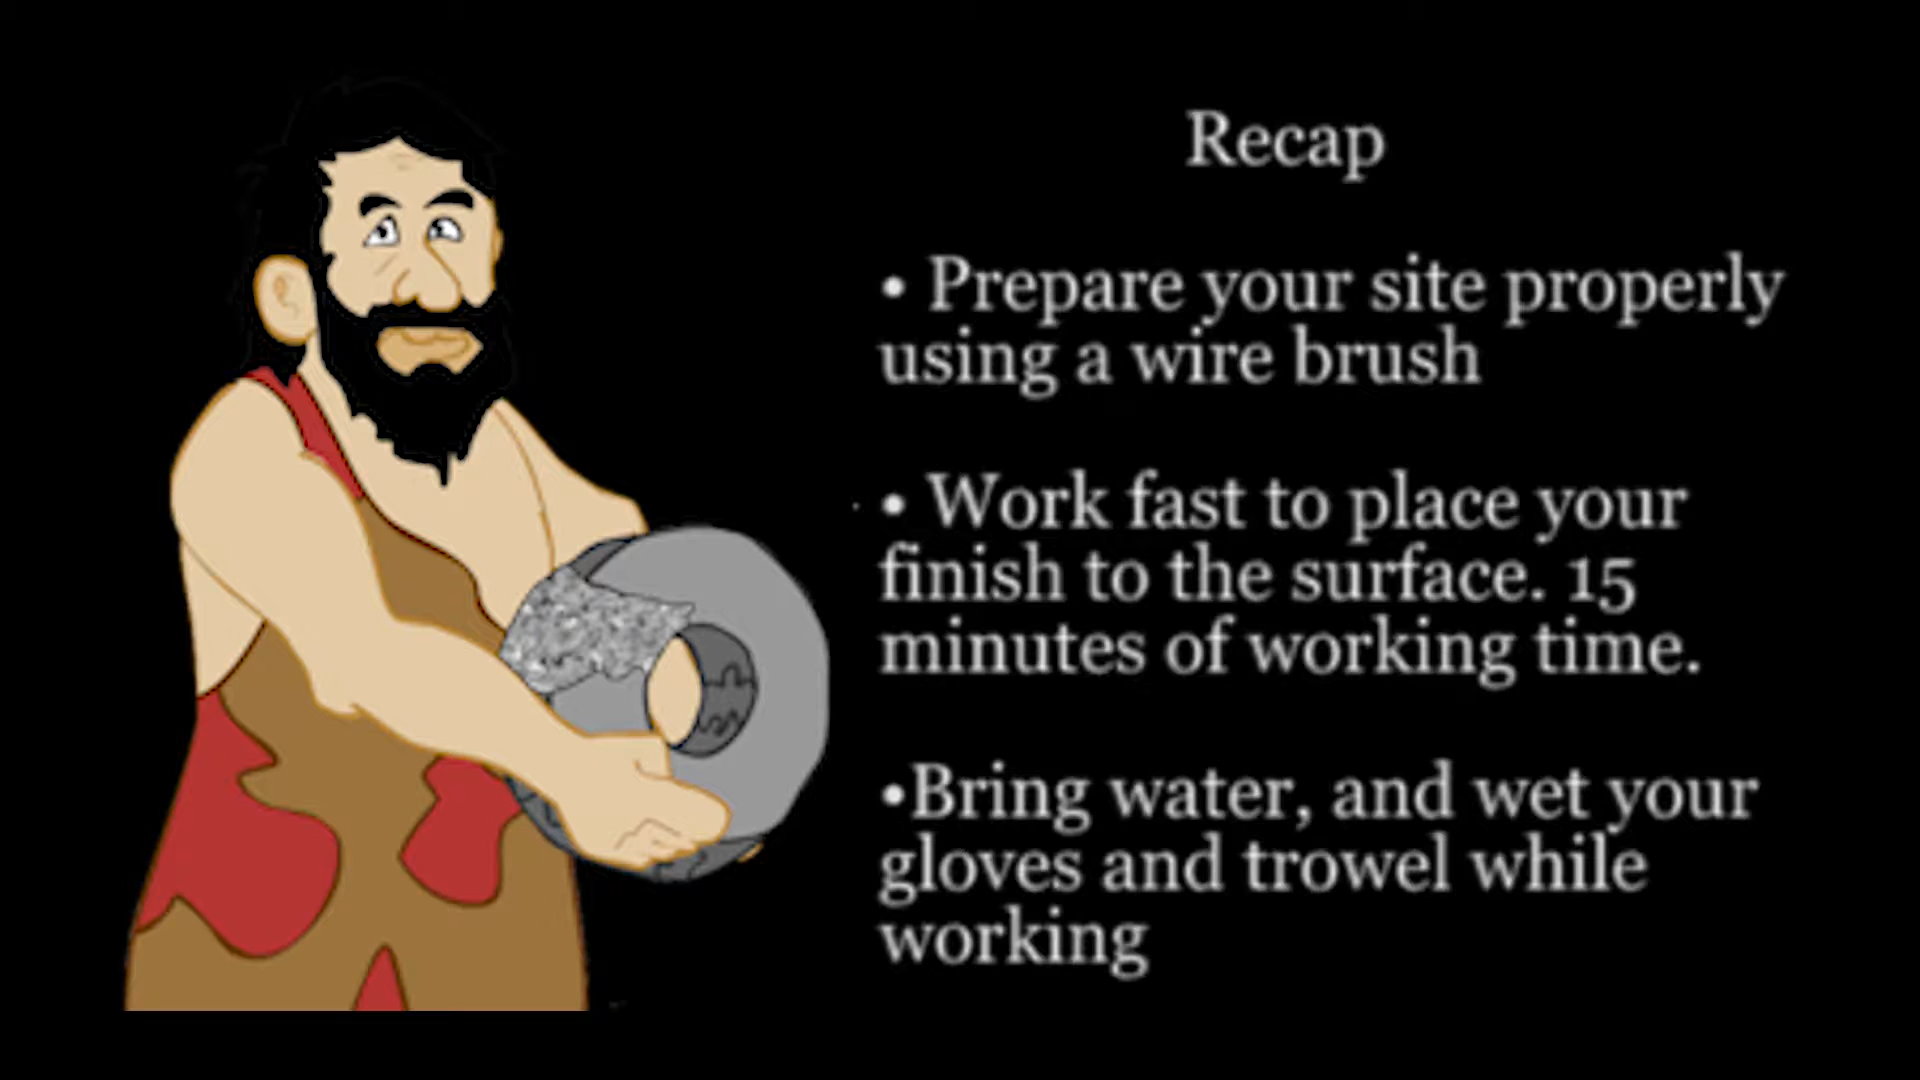 Recap
• Prepare your site properly
using a wire brush
• Work fast to place your
finish to the surface. 15
minutes of working time.
•Bring water, and wet your
gloves and trowel while
working